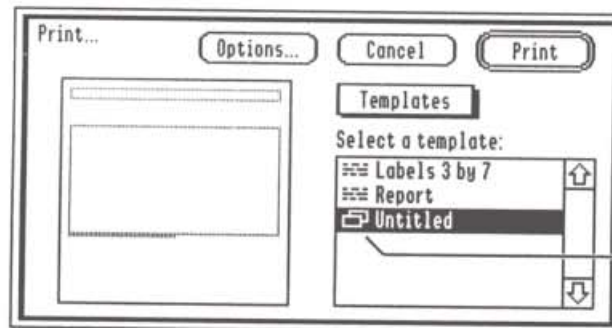 Print...
Options... Cancel Print
Templates
Select a template:
Labels 3 by 7
Report
Untitled